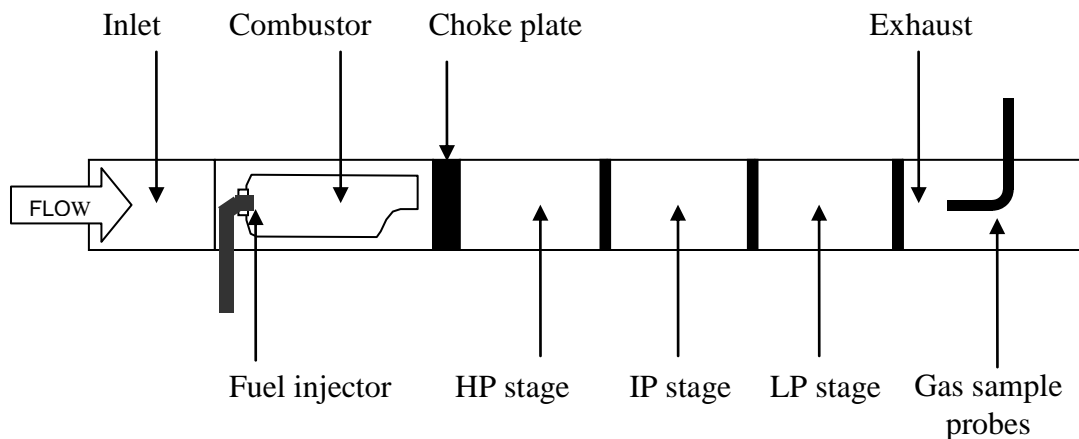 Inlet
Combustor
Choke plate
Exhaust
FLOW
Fuel injector
HP stage
IP stage
LP stage
Gas sample
probes